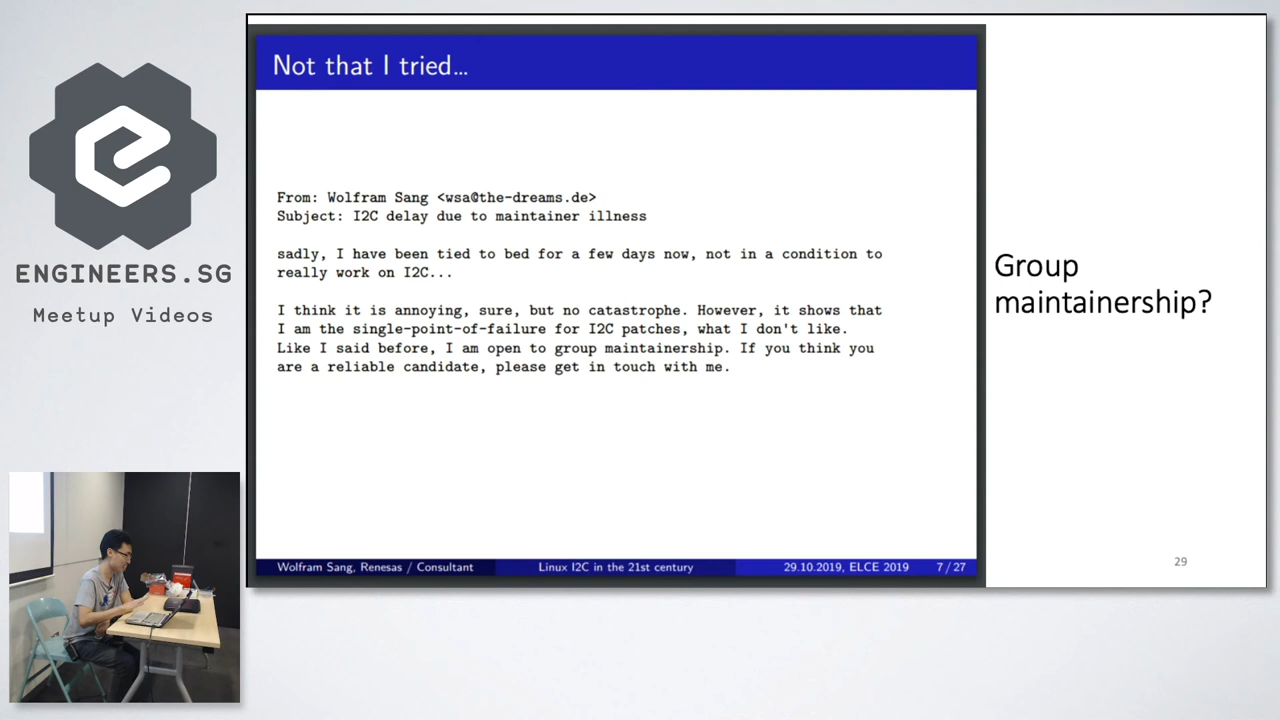 ENGINEERS.SG
Meetup Videos
Not that I tried...
From: Wolfram Sang <wsa@the-dreams.de>
Subject: I2C delay due to maintainer illness
sadly, I have been tied to bed for a few days now, not in a condition to
really work on I2C...
I think it is annoying, sure, but no catastrophe. However, it shows that
I am the single-point-of-failure for I2C patches, what I don't like.
Like I said before, I am open to group maintainership. If you think you
are a reliable candidate, please get in touch with me.
Wolfram Sang, Renesas / Consultant
Linux I2C in the 21st century
29.10.2019, ELCE 2019
7 / 27
Group
maintainership?
29